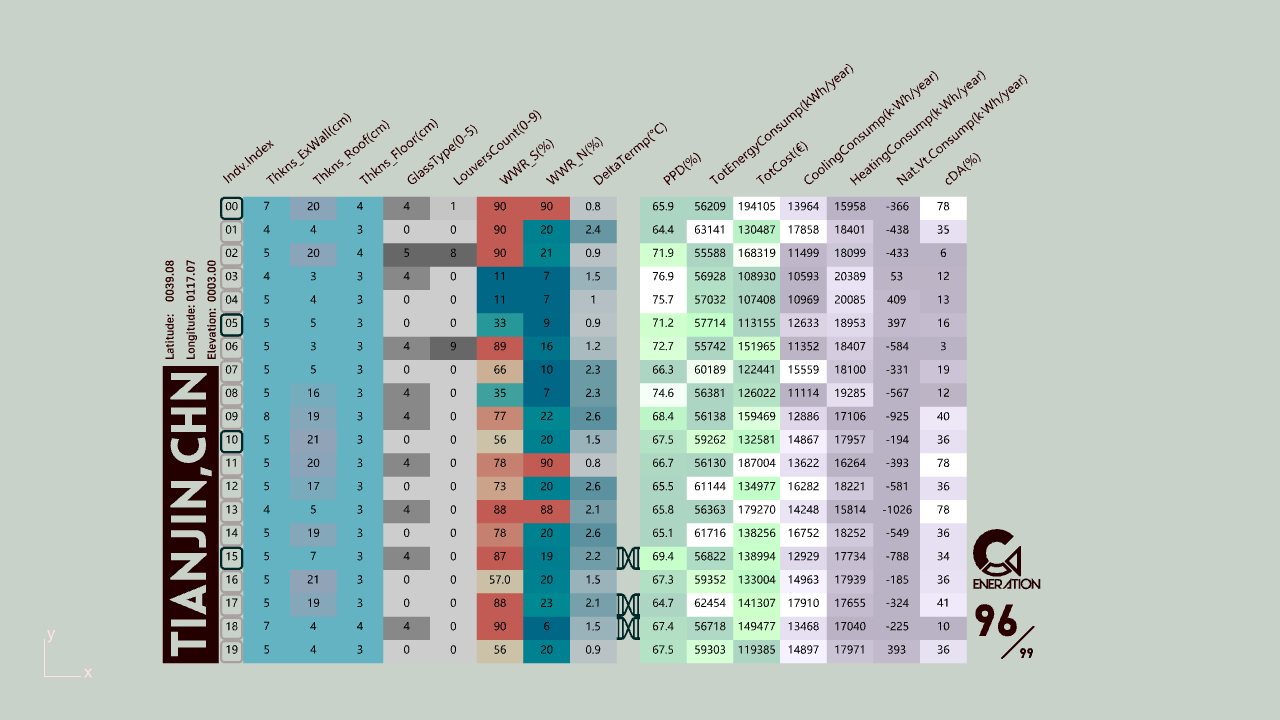 Indv.Index Thkns_ExWall(cm) Thkns_Roof(cm) Thkns_Floor(cm) GlassType(0-5) LouversCount(0-9) WWR_S(%) WWR_N(%) DeltaTermp(°C) PPD(%) TotEnergyConsump(kWh/year) TotCost(€) CoolingConsump(k·Wh/year) HeatingConsump(k·Wh/year) Nat.Vt.Consump(k·Wh/year) cDA(%)
00 7 20 4 4 1 90 90 0.8 65.9 56209 194105 13964 15958 -366 78
01 4 4 3 0 0 90 20 2.4 64.4 63141 130487 17858 18401 -438 35
02 5 20 4 5 8 90 21 0.9 71.9 55588 168319 11499 18099 -433 6
03 4 3 3 4 0 11 7 1.5 76.9 56928 108930 10593 20389 53 12
04 5 4 3 0 0 11 7 1 75.7 57032 107408 10969 20085 409 13
05 5 5 3 0 0 33 9 0.9 71.2 57714 113155 12633 18953 397 16
06 5 3 3 4 9 89 16 1.2 72.7 55742 151965 11352 18407 -584 3
07 5 5 3 0 0 66 10 2.3 66.3 60189 122441 15559 18100 -331 19
08 5 16 3 4 0 35 7 2.3 74.6 56381 126022 11114 19285 -567 12
09 8 19 3 4 0 77 22 2.6 68.4 56138 159469 12886 17106 -925 40
10 5 21 3 0 0 56 20 1.5 67.5 59262 132581 14867 17957 -194 36
11 5 20 3 4 0 78 90 0.8 66.7 56130 187004 13622 16264 -393 78
12 5 17 3 0 0 73 20 2.6 65.5 61144 134977 16282 18221 -581 36
13 4 5 3 4 0 88 88 2.1 65.8 56363 179270 14248 15814 -1026 78
14 5 19 3 0 0 78 20 2.6 65.1 61716 138256 16752 18252 -549 36
15 5 7 3 4 0 87 19 2.2 69.4 56822 138994 12929 17734 -783 34
16 5 21 3 0 0 57.0 20 1.5 67.3 59352 133004 14963 17939 -185 36
17 5 19 3 0 0 88 23 2.1 64.7 62454 141307 17910 17655 -324 41
18 7 4 4 4 0 90 6 1.5 67.4 56718 149477 13468 17040 -225 10
19 5 4 3 0 0 56 20 0.9 67.5 59303 119385 14897 17971 393 36
Latitude: 0039.08
Longitude: 0117.07
Elevation: 0003.00
TIANJIN,CHN
ENERATION
96/99
y
x